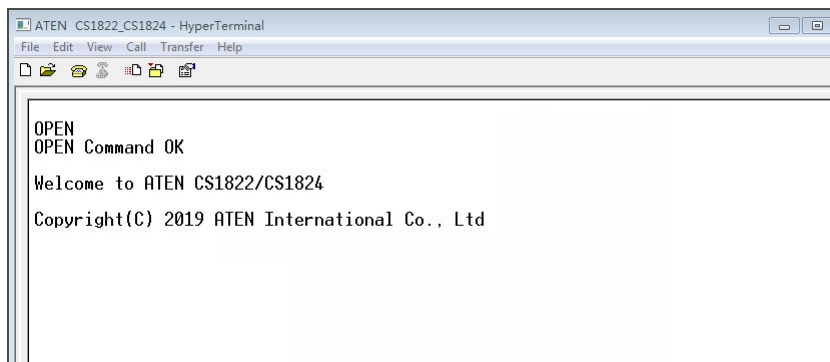 ATEN CS1822_CS1824 - HyperTerminal
File Edit View Call Transfer Help
OPEN
OPEN Command OK
Welcome to ATEN CS1822/CS1824
Copyright(C) 2019 ATEN International Co., Ltd